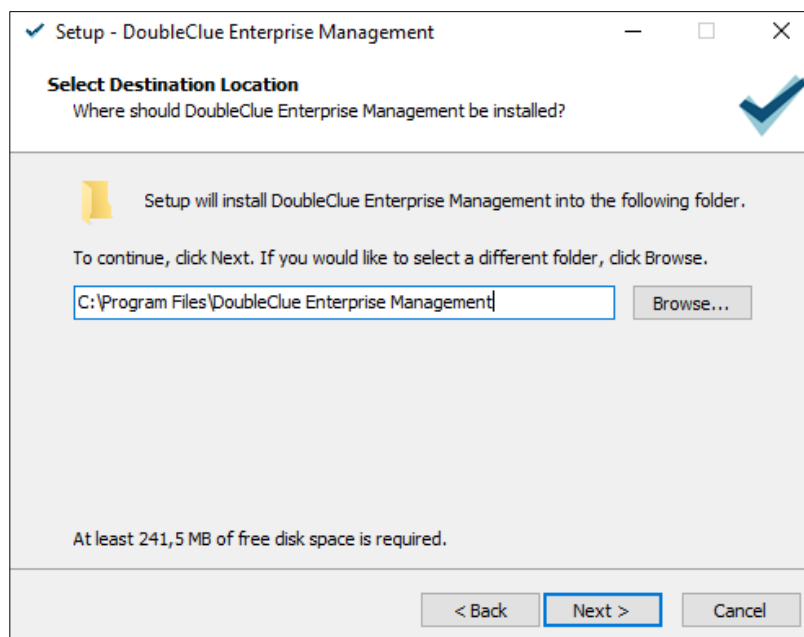 Setup - DoubleClue Enterprise Management
Select Destination Location
Where should DoubleClue Enterprise Management be installed?
Setup will install DoubleClue Enterprise Management into the following folder.
To continue, click Next. If you would like to select a different folder, click Browse.
C:\Program Files\DoubleClue Enterprise Management
Browse...
At least 241,5 MB of free disk space is required.
< Back
Next >
Cancel